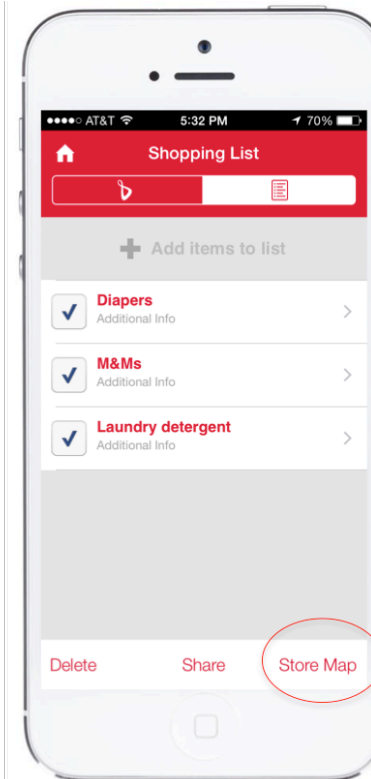 AT&T 5:32 PM 70%
Shopping List
Add items to list
Diapers
Additional Info
M&Ms
Additional Info
Laundry detergent
Additional Info
Delete Share Store Map